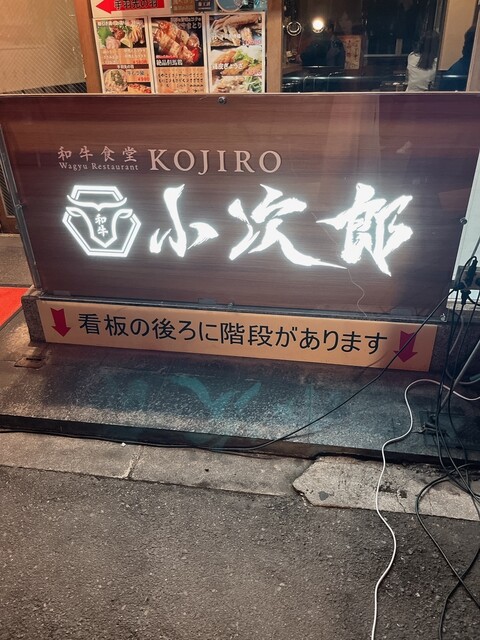 和牛食堂
Wagyu Restaurant
KOJIRO
和牛
小次郎
看板の後ろに階段があります